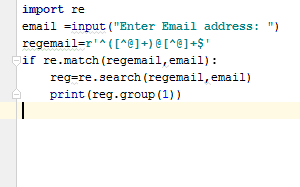 import re
email =input("Enter Email address: ")
regemail=r'^([^@]+)@[^@]+$'
if re.match(regemail,email):
    reg=re.search(regemail,email)
    print(reg.group(1))